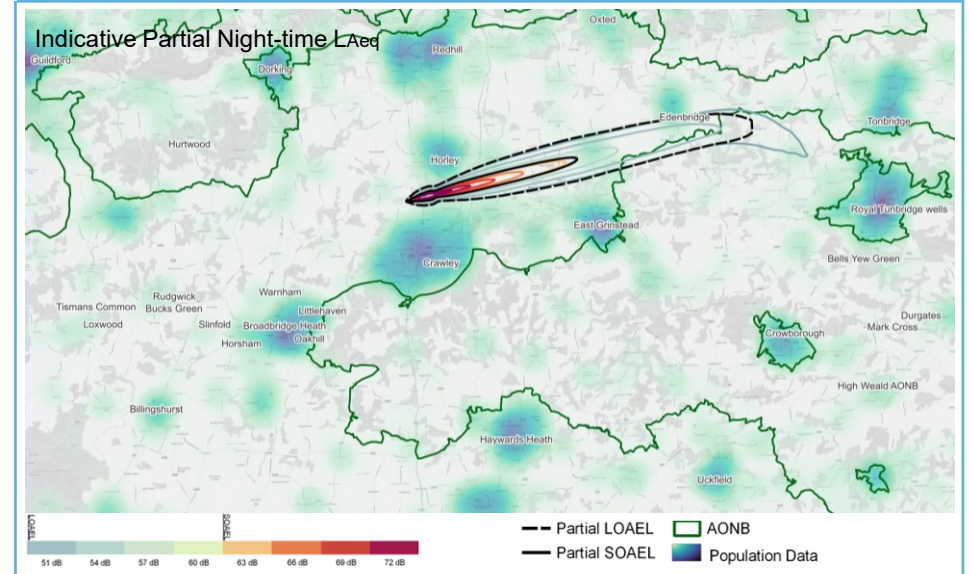 Indicative Partial Night-time LAeq
Oxted
Redhill
Guildford
Dorking
Edenbridge
Tonbridge
Hurtwood
Horley
Royal Tunbridge wells
East Grinstead
Crawley
Bells Yew Green
Warnham
Rudgwick
Tismans Common
Bucks Green
Littlehaven
Durgates
Loxwood
Slinfold
Broadbridge Heath
Mark Cross
Crowborough
Horsham
Oakhill
High Weald AONB
Billingshurst
Haywards Heath
Uckfield
LOAEL
SOAEL
51 dB 54 dB 57 dB 60 dB 63 dB 66 dB 69 dB 72 dB
Partial LOAEL
AONB
Partial SOAEL
Population Data